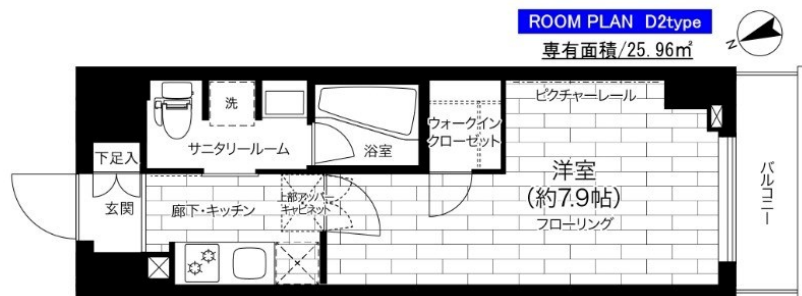 ROOM PLAN D2type
専有面積/25.96㎡
N
洗
サニタリールーム
浴室
ウォークイン
クローゼット
ピクチャーレール
下足入
玄関
廊下・キッチン
上部アッパー
キャビネット
洋室
(約7.9帖)
フローリング
バルコニー